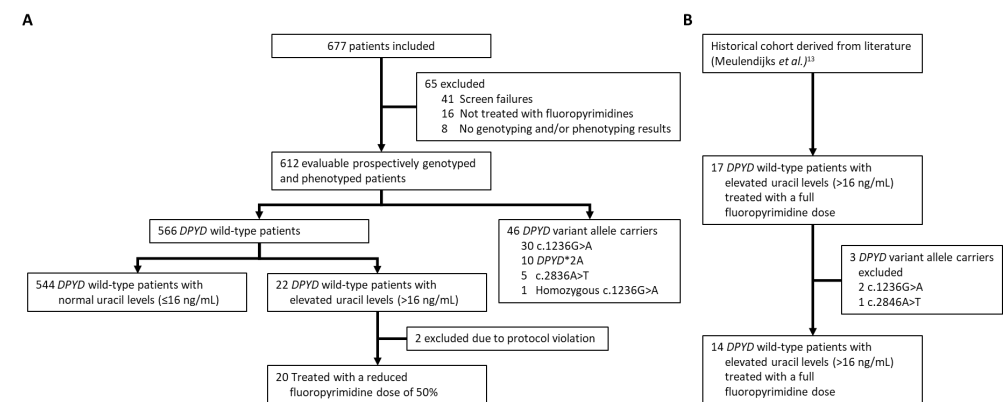 A
677 patients included
65 excluded
41 Screen failures
16 Not treated with fluoropyrimidines
8 No genotyping and/or phenotyping results
612 evaluable prospectively genotyped
and phenotyped patients
566 DPYD wild-type patients
46 DPYD variant allele carriers
30 c.1236G>A
10 DPYD*2A
5 c.2836A>T
1 Homozygous c.1236G>A
544 DPYD wild-type patients with
normal uracil levels (≤16 ng/mL)
22 DPYD wild-type patients with
elevated uracil levels (>16 ng/mL)
2 excluded due to protocol violation
20 Treated with a reduced
fluoropyrimidine dose of 50%
B
Historical cohort derived from literature
(Meulendijks et al.)¹³
17 DPYD wild-type patients with
elevated uracil levels (>16 ng/mL)
treated with a full
fluoropyrimidine dose
3 DPYD variant allele carriers
excluded
2 c.1236G>A
1 c.2846A>T
14 DPYD wild-type patients with
elevated uracil levels (>16 ng/mL)
treated with a full
fluoropyrimidine dose